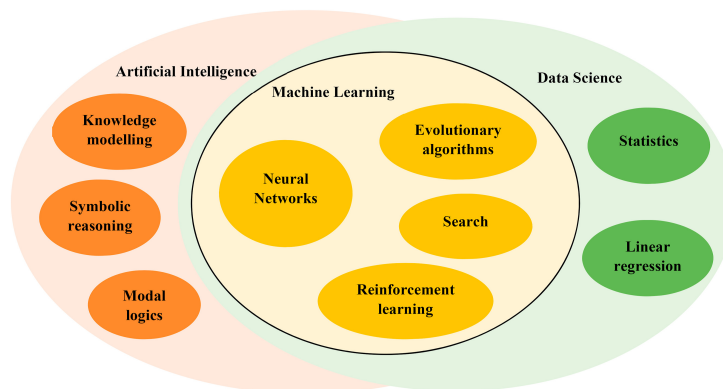 Artificial Intelligence
Machine Learning
Data Science
Knowledge
modelling
Symbolic
reasoning
Modal
logics
Neural
Networks
Evolutionary
algorithms
Search
Reinforcement
learning
Statistics
Linear
regression